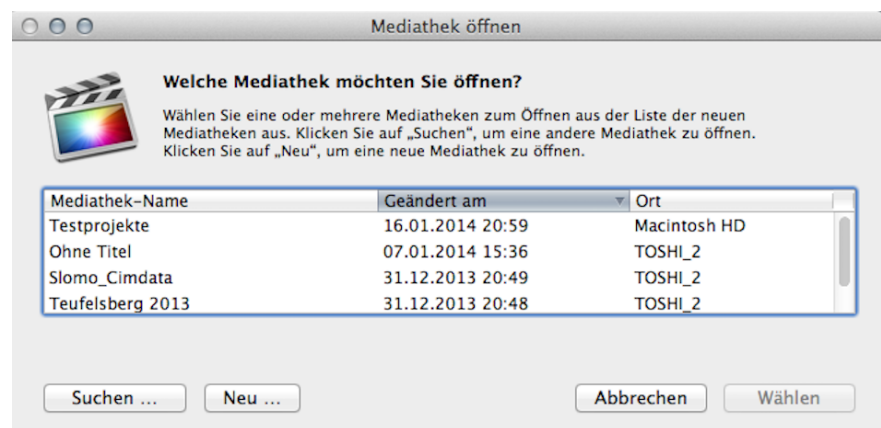 Mediathek öffnen
Welche Mediathek möchten Sie öffnen?
Wählen Sie eine oder mehrere Mediatheken zum Öffnen aus der Liste der neuen
Mediatheken aus. Klicken Sie auf „Suchen“, um eine andere Mediathek zu öffnen.
Klicken Sie auf „Neu“, um eine neue Mediathek zu öffnen.
Mediathek-Name Geändert am Ort
Testprojekte 16.01.2014 20:59 Macintosh HD
Ohne Titel 07.01.2014 15:36 TOSHI_2
Slomo_Cimdata 31.12.2013 20:49 TOSHI_2
Teufelsberg 2013 31.12.2013 20:48 TOSHI_2
Suchen ... Neu ... Abbrechen Wählen